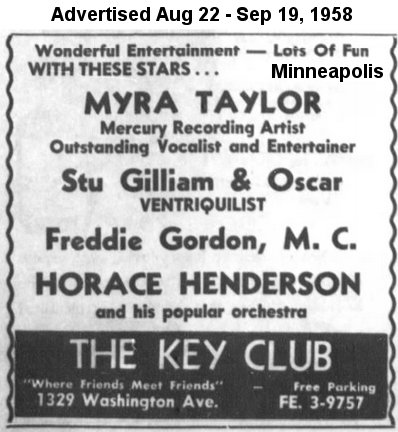 Advertised Aug 22 - Sep 19, 1958
Wonderful Entertainment — Lots Of Fun
WITH THESE STARS...
Minneapolis
MYRA TAYLOR
Mercury Recording Artist
Outstanding Vocalist and Entertainer
Stu Gilliam & Oscar
VENTRIQUILIST
Freddie Gordon, M. C.
HORACE HENDERSON
and his popular orchestra
THE KEY CLUB
"Where Friends Meet Friends" — Free Parking
1329 Washington Ave. FE. 3-9757